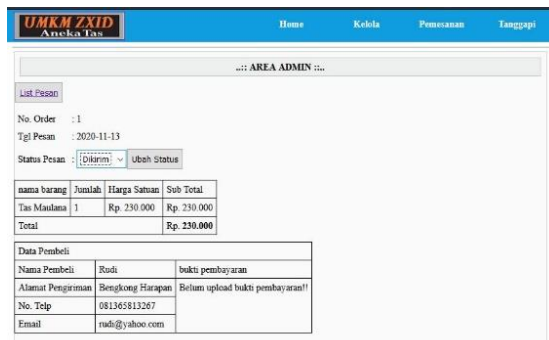 UMKM ZXID
Aneka Tas
Home Kelola Pemesanan Tanggapi
..:: AREA ADMIN ::..
List Pesan
No. Order : 1
Tgl Pesan : 2020-11-13
Status Pesan : Dikirim Ubah Status
nama barang Jumlah Harga Satuan Sub Total
Tas Maulana 1 Rp. 230.000 Rp. 230.000
Total Rp. 230.000
Data Pembeli
Nama Pembeli Rudi bukti pembayaran
Alamat Pengiriman Bengkong Harapan Belum upload bukti pembayaran!!
No. Telp 081365813267
Email rudi@yahoo.com